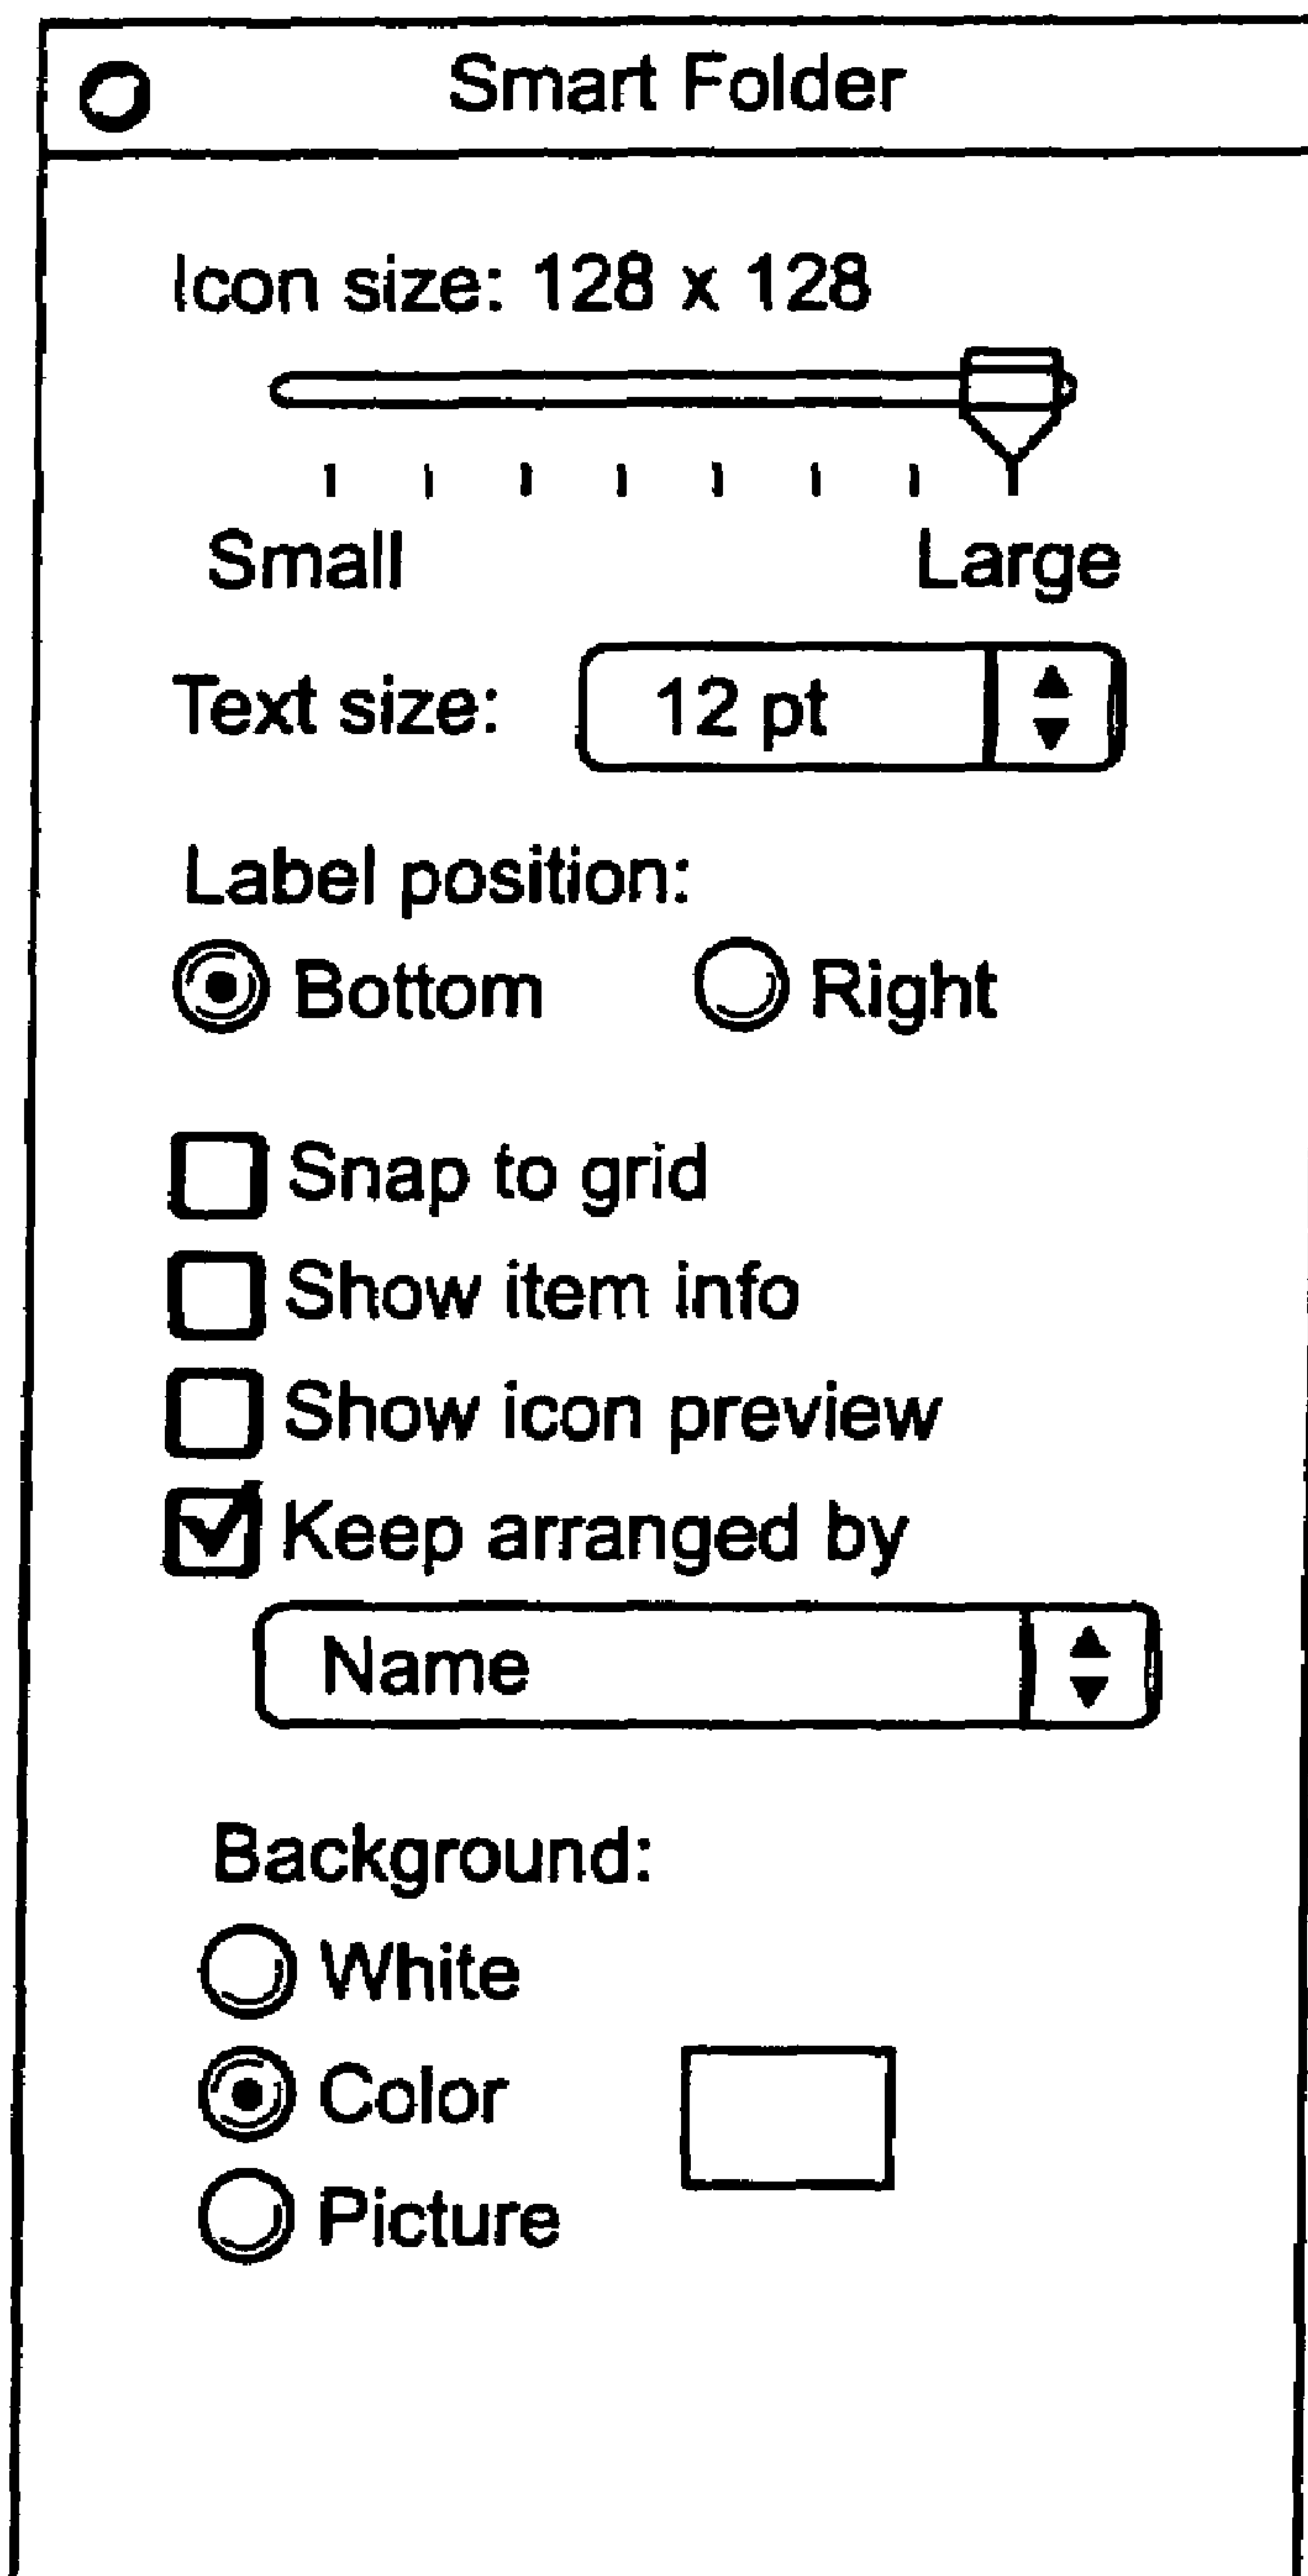 Smart Folder
Icon size: 128 x 128
Small Large
Text size: 12 pt
Label position:
Bottom Right
Snap to grid
Show item info
Show icon preview
Keep arranged by
Name
Background:
White
Color
Picture